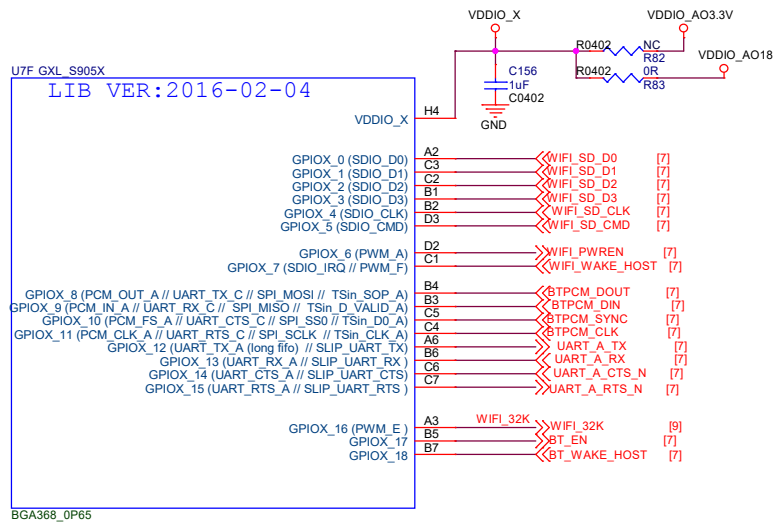 VDDIO_X VDDIO_AO3.3V
R0402 NC
R82
VDDIO_AO18
R0402 0R
R83
C156
1uF
C0402
GND
U7F GXL_S905X
LIB VER:2016-02-04
VDDIO_X H4
GPIOX_0 (SDIO_D0) A2 WIFI_SD_D0 [7]
GPIOX_1 (SDIO_D1) C3 WIFI_SD_D1 [7]
GPIOX_2 (SDIO_D2) C2 WIFI_SD_D2 [7]
GPIOX_3 (SDIO_D3) B1 WIFI_SD_D3 [7]
GPIOX_4 (SDIO_CLK) B2 WIFI_SD_CLK [7]
GPIOX_5 (SDIO_CMD) D3 WIFI_SD_CMD [7]
GPIOX_6 (PWM_A) D2 WIFI_PWREN [7]
GPIOX_7 (SDIO_IRQ // PWM_F) C1 WIFI_WAKE_HOST [7]
GPIOX_8 (PCM_OUT_A // UART_TX_C // SPI_MOSI // TSin_SOP_A) B4 BTPCM_DOUT [7]
GPIOX_9 (PCM_IN_A // UART_RX_C // SPI_MISO // TSin_D_VALID_A) B3 BTPCM_DIN [7]
GPIOX_10 (PCM_FS_A // UART_CTS_C // SPI_SS0 // TSin_D0_A) C5 BTPCM_SYNC [7]
GPIOX_11 (PCM_CLK_A // UART_RTS_C // SPI_SCLK // TSin_CLK_A) C4 BTPCM_CLK [7]
GPIOX_12 (UART_TX_A (long fifo) // SLIP_UART_TX) A6 UART_A_TX [7]
GPIOX_13 (UART_RX_A // SLIP_UART_RX ) B6 UART_A_RX [7]
GPIOX_14 (UART_CTS_A // SLIP_UART_CTS) C6 UART_A_CTS_N [7]
GPIOX_15 (UART_RTS_A // SLIP_UART_RTS ) C7 UART_A_RTS_N [7]
GPIOX_16 (PWM_E ) A3 WIFI_32K WIFI_32K [9]
GPIOX_17 B5 BT_EN [7]
GPIOX_18 B7 BT_WAKE_HOST [7]
BGA368_0P65